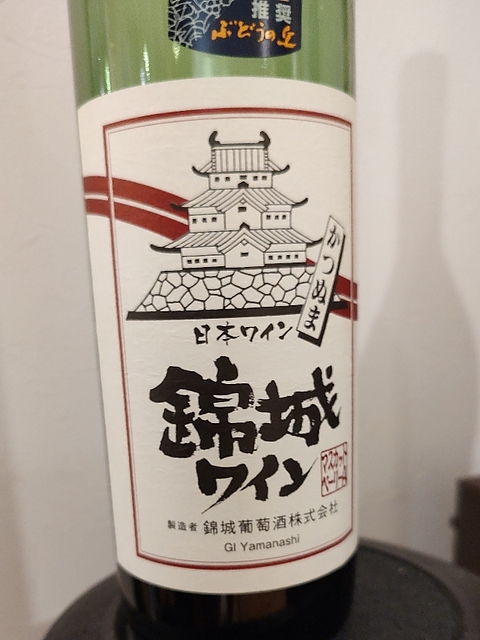 推奨
ぶどうの
かつぬま
日本ワイン
錦城
ワイン
マスカット
ベーリーA
製造者 錦城葡萄酒株式会社
GI Yamanashi